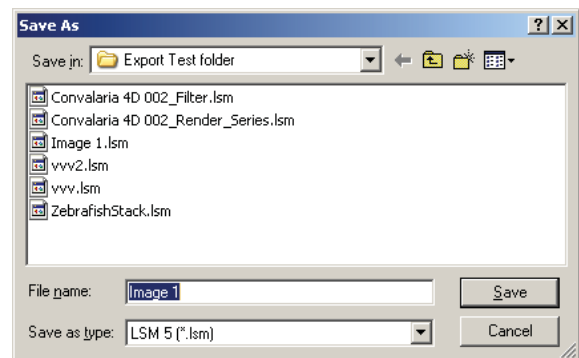 Save As
Save in: Export Test folder
Convalaria 4D 002_Filter.lsm
Convalaria 4D 002_Render_Series.lsm
Image 1.lsm
vvv2.lsm
vvv.lsm
ZebrafishStack.lsm
File name: Image 1 Save
Save as type: LSM 5 (*.lsm) Cancel